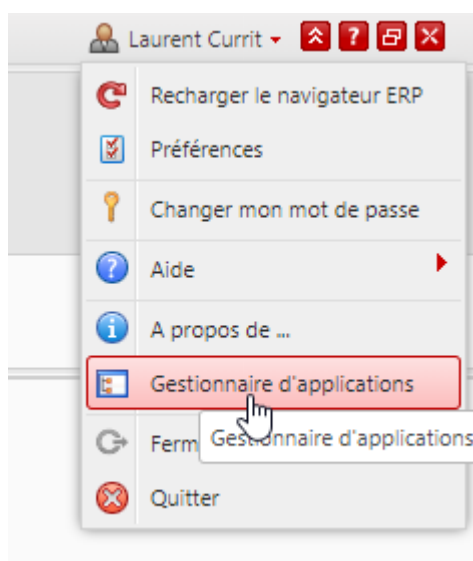 Laurent Currit
Recharger le navigateur ERP
Préférences
Changer mon mot de passe
Aide
A propos de ...
Gestionnaire d'applications
Gestionnaire d'applications
Quitter